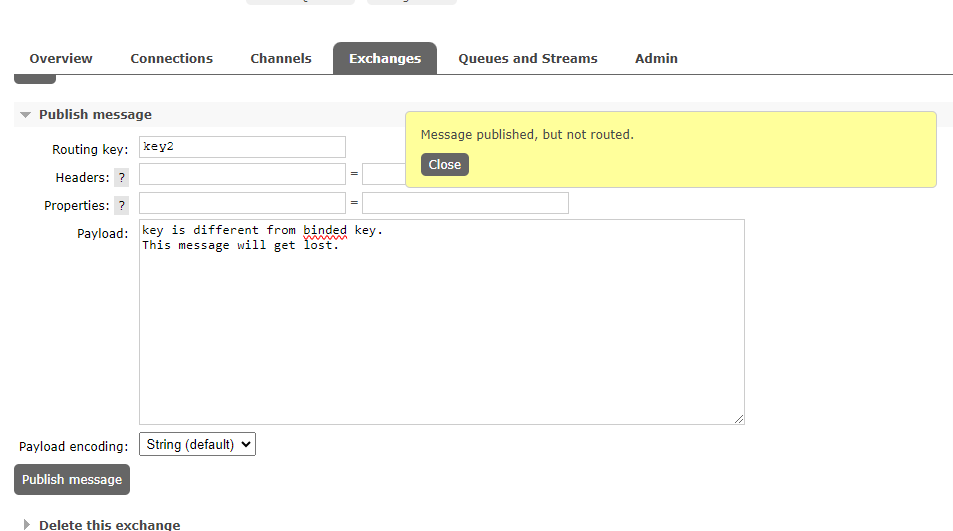 Overview Connections Channels Exchanges Queues and Streams Admin
Publish message
Message published, but not routed.
Close
Routing key: key2
Headers: ? =
Properties: ? =
Payload: key is different from binded key.
This message will get lost.
Payload encoding: String (default)
Publish message
Delete this exchange